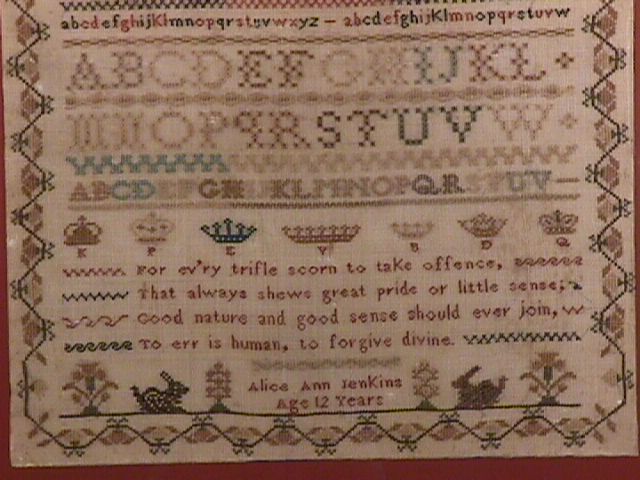 abcdefghijKlmnopqrstuvwxyz - abcdefghijKlmnopqrstuvw
ABCDEFGHIJKL
MNOPQRSTUVW
ABCDEFGHIJKLMNOPQRSTUV
K P E V B D Q
For ev'ry trifle scorn to take offence,
That always shews great pride or little sense;
Good nature and good sense should ever join,
To err is human, to forgive divine.
Alice Ann JenKins
Age 12 Years